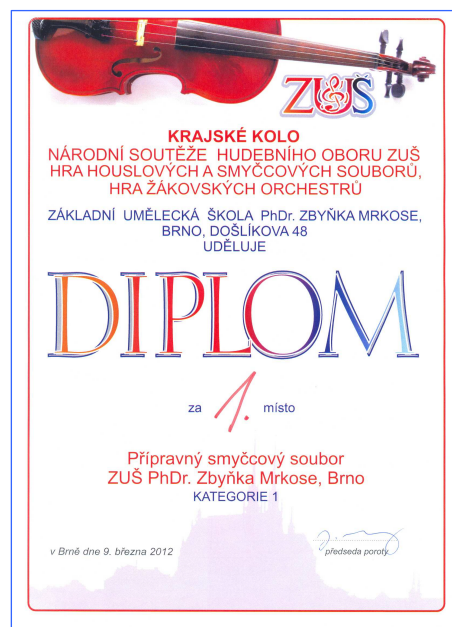 ZUŠ
KRAJSKÉ KOLO
NÁRODNÍ SOUTĚŽE HUDEBNÍHO OBORU ZUŠ
HRA HOUSLOVÝCH A SMYČCOVÝCH SOUBORŮ,
HRA ŽÁKOVSKÝCH ORCHESTRŮ
ZÁKLADNÍ UMĚLECKÁ ŠKOLA PhDr. ZBYŇKA MRKOSE,
BRNO, DOŠLÍKOVA 48
UDĚLUJE
DIPLOM
za 1. místo
Přípravný smyčcový soubor
ZUŠ PhDr. Zbyňka Mrkose, Brno
KATEGORIE 1
v Brně dne 9. března 2012
předseda poroty